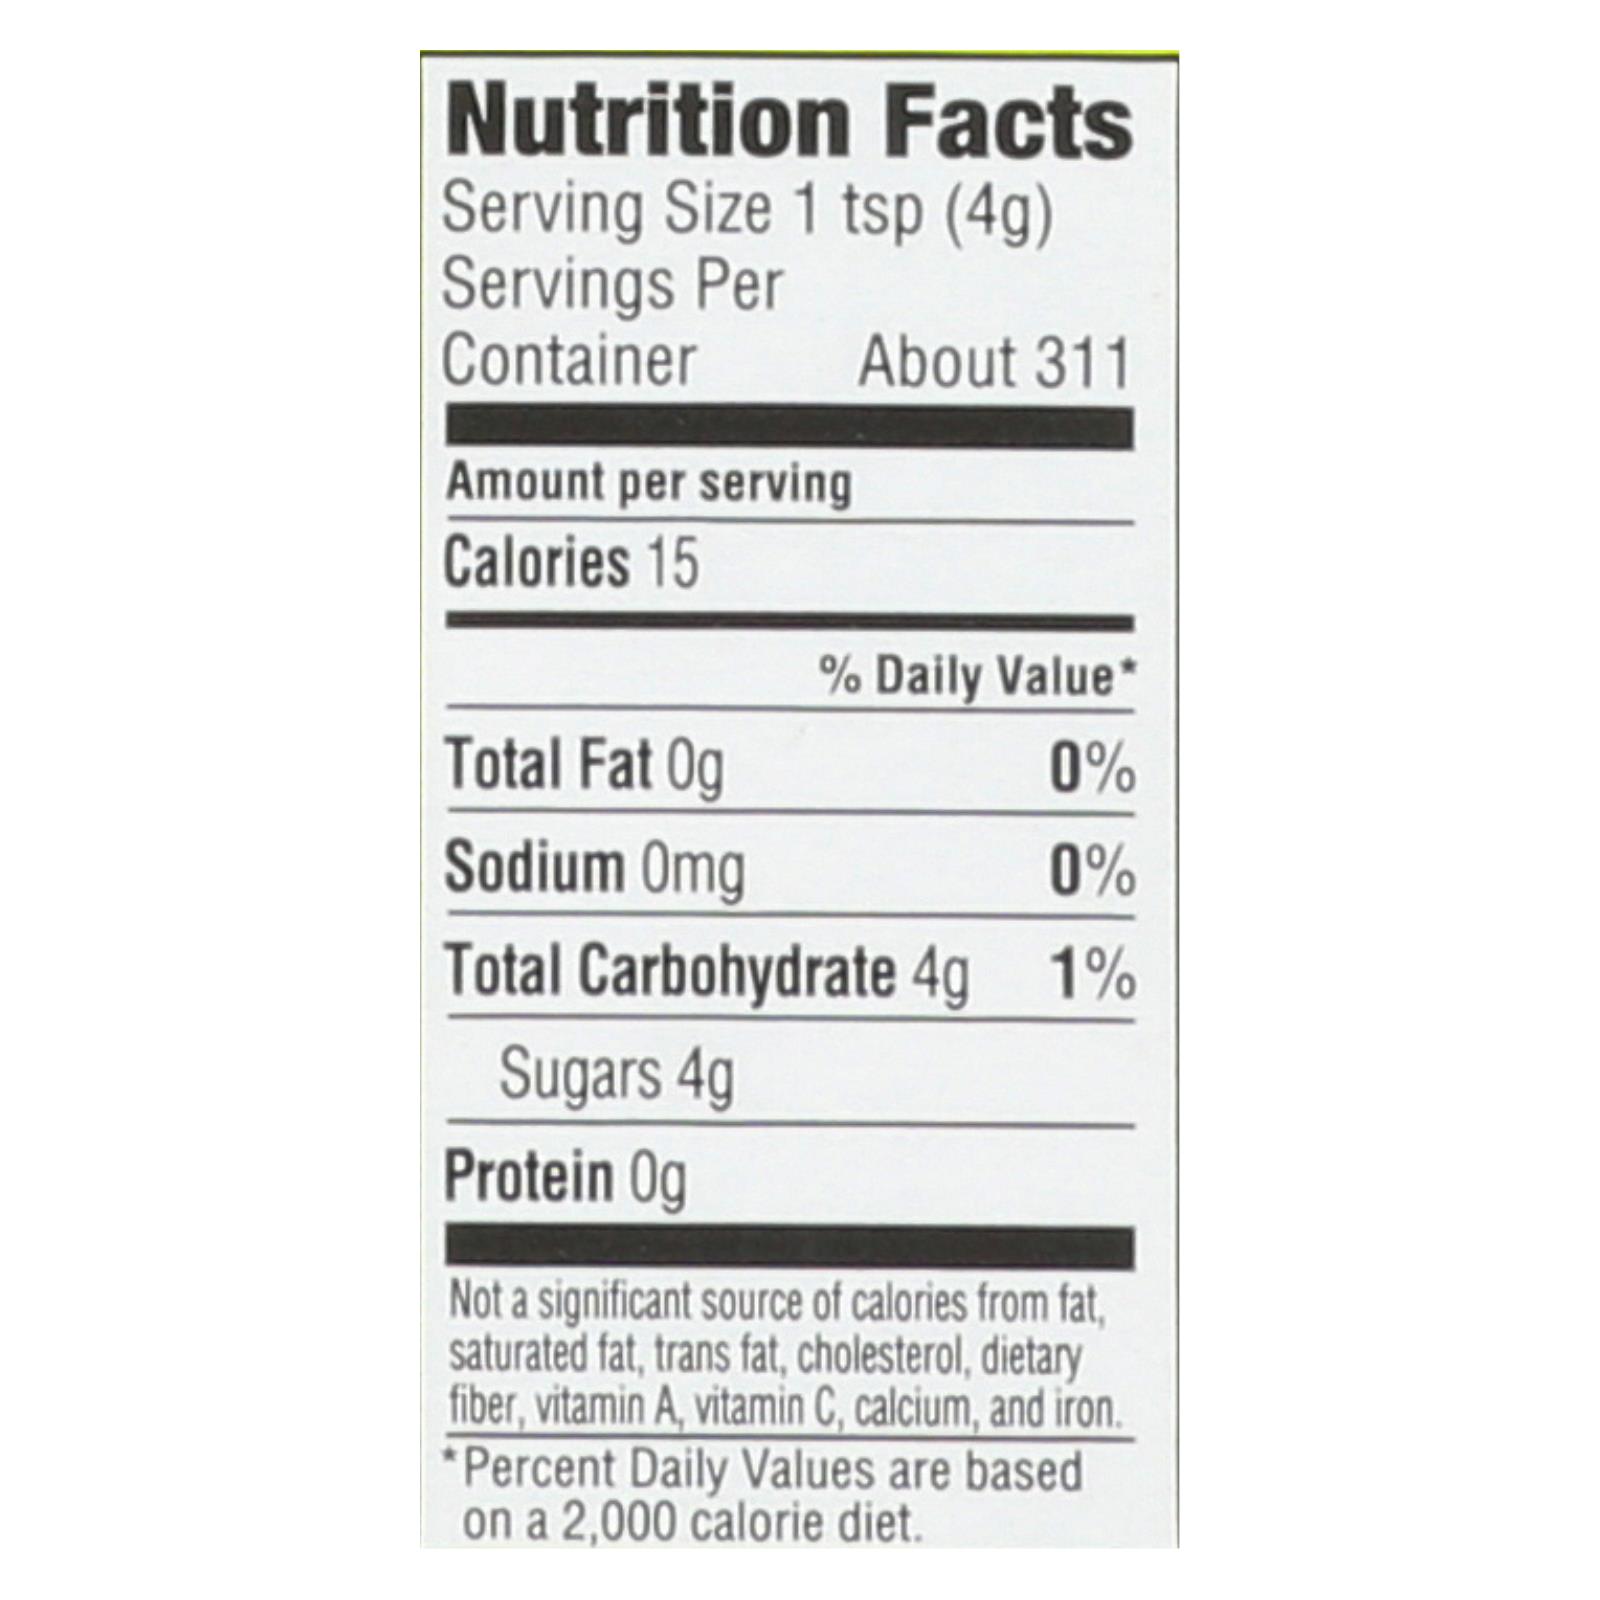 Nutrition Facts
Serving Size 1 tsp (4g)
Servings Per
Container About 311
Amount per serving
Calories 15
% Daily Value*
Total Fat 0g 0%
Sodium 0mg 0%
Total Carbohydrate 4g 1%
Sugars 4g
Protein 0g
Not a significant source of calories from fat,
saturated fat, trans fat, cholesterol, dietary
fiber, vitamin A, vitamin C, calcium, and iron.
*Percent Daily Values are based
on a 2,000 calorie diet.